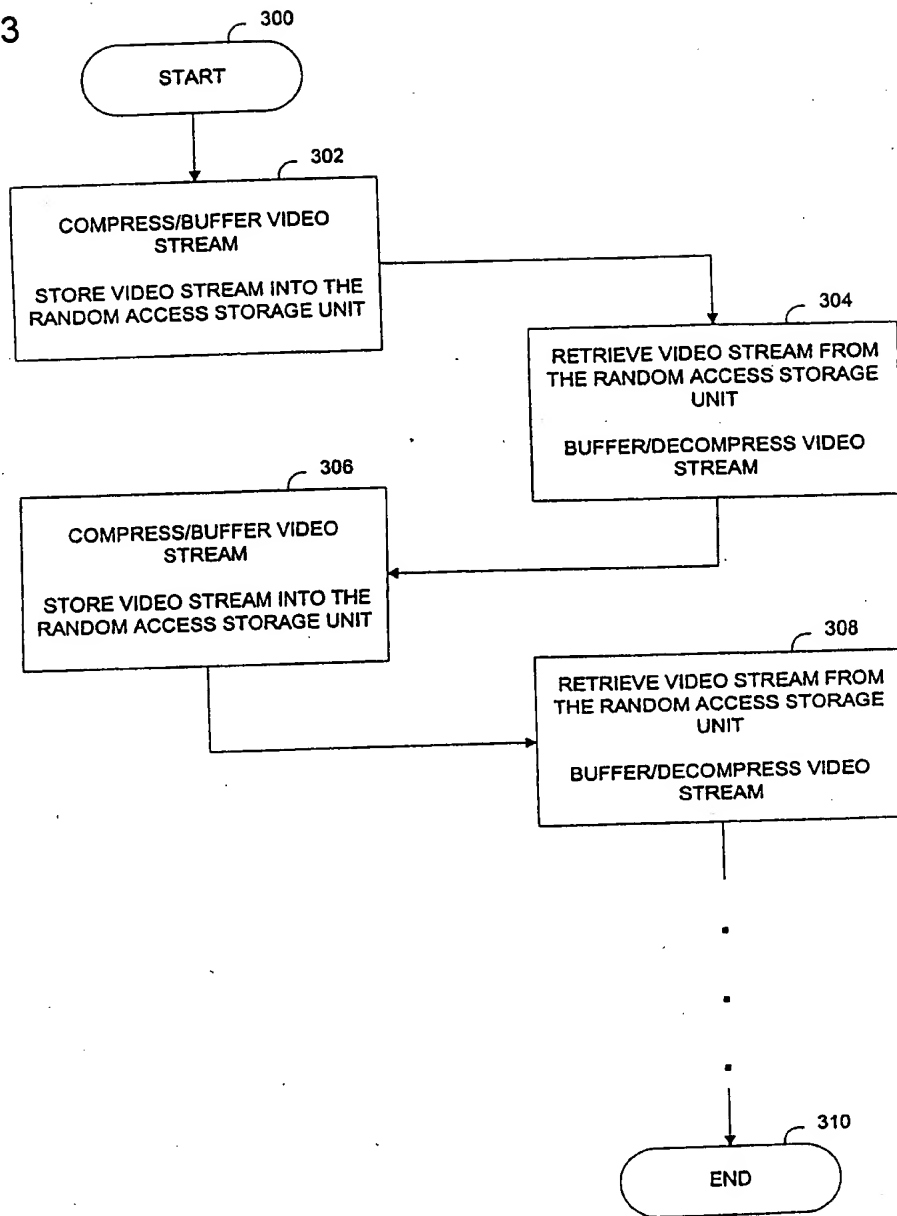 3
300
START
302
COMPRESS/BUFFER VIDEO
STREAM
STORE VIDEO STREAM INTO THE
RANDOM ACCESS STORAGE UNIT
304
RETRIEVE VIDEO STREAM FROM
THE RANDOM ACCESS STORAGE
UNIT
BUFFER/DECOMPRESS VIDEO
STREAM
306
COMPRESS/BUFFER VIDEO
STREAM
STORE VIDEO STREAM INTO THE
RANDOM ACCESS STORAGE UNIT
308
RETRIEVE VIDEO STREAM FROM
THE RANDOM ACCESS STORAGE
UNIT
BUFFER/DECOMPRESS VIDEO
STREAM
310
END